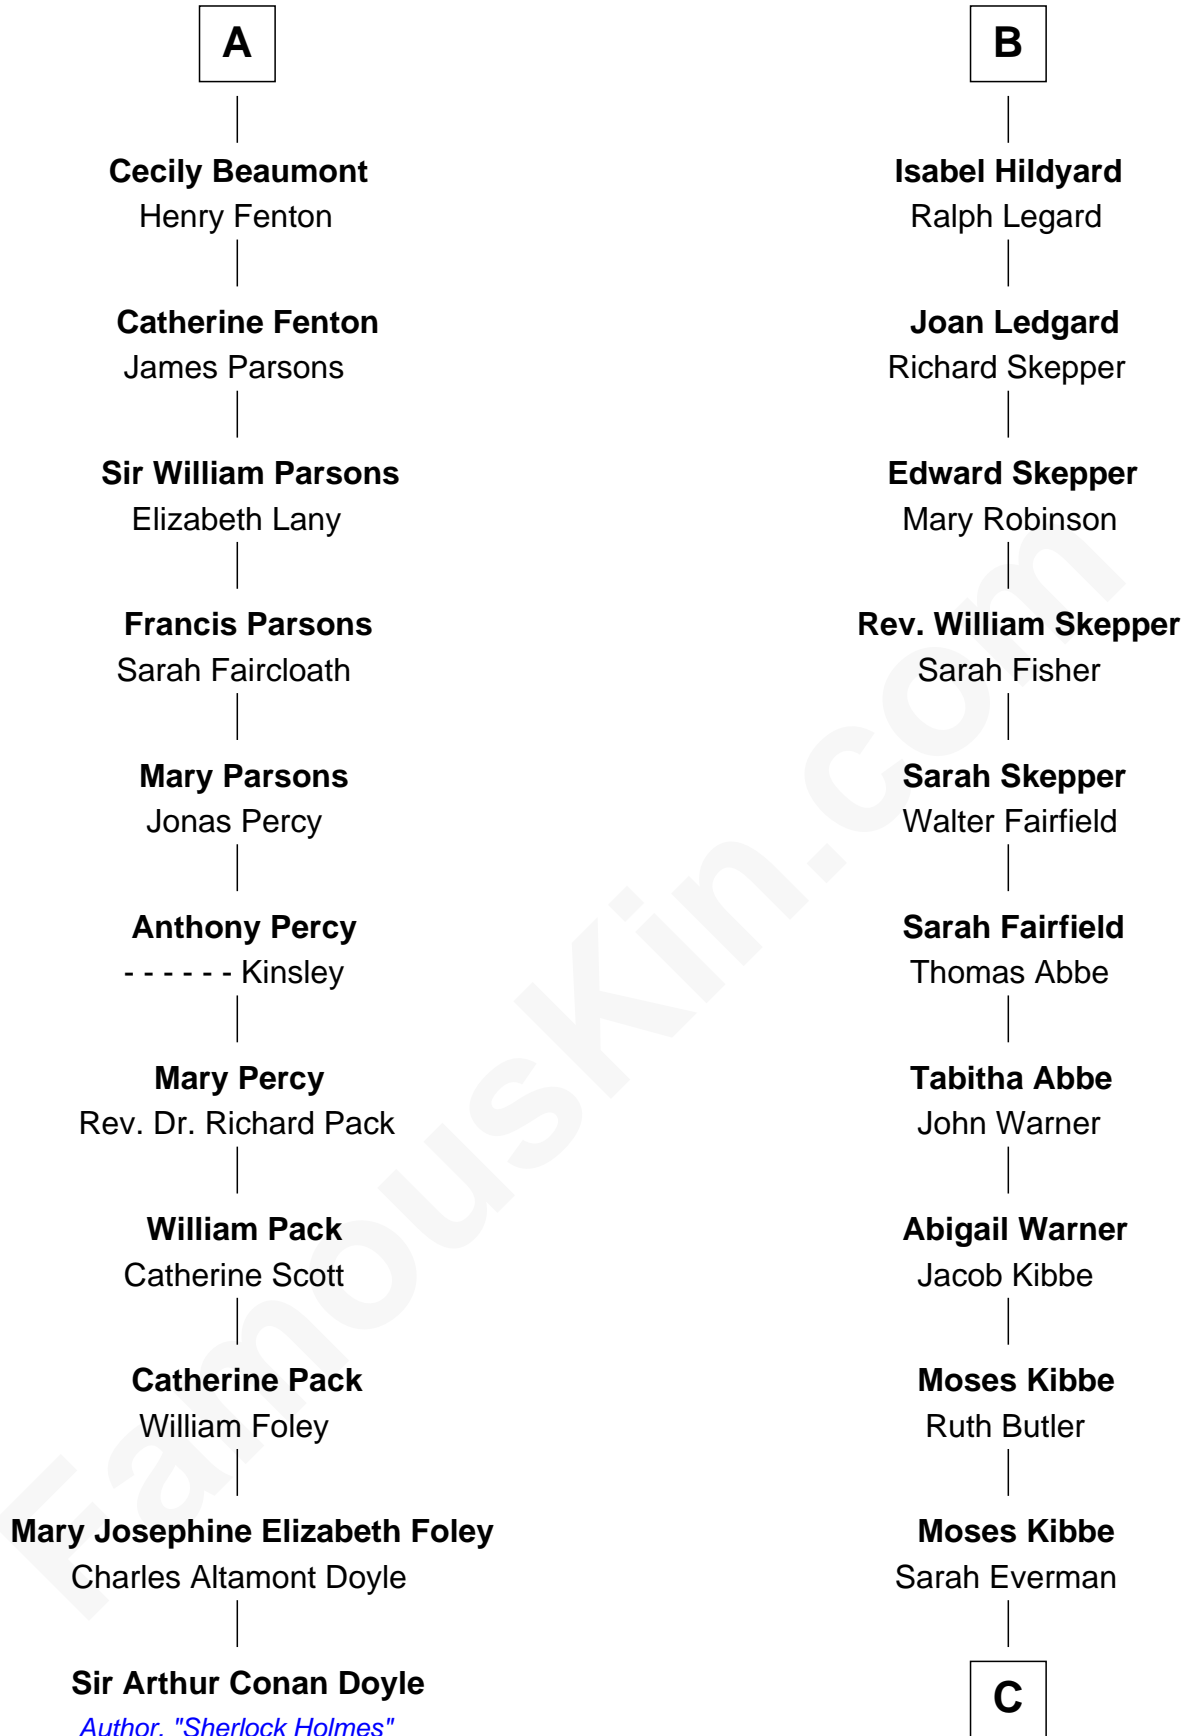 A
Cecily Beaumont
Henry Fenton
Catherine Fenton
James Parsons
Sir William Parsons
Elizabeth Lany
Francis Parsons
Sarah Faircloath
Mary Parsons
Jonas Percy
Anthony Percy
- - - - - - Kinsley
Mary Percy
Rev. Dr. Richard Pack
William Pack
Catherine Scott
Catherine Pack
William Foley
Mary Josephine Elizabeth Foley
Charles Altamont Doyle
Sir Arthur Conan Doyle
Author, "Sherlock Holmes"
B
Isabel Hildyard
Ralph Legard
Joan Ledgard
Richard Skepper
Edward Skepper
Mary Robinson
Rev. William Skepper
Sarah Fisher
Sarah Skepper
Walter Fairfield
Sarah Fairfield
Thomas Abbe
Tabitha Abbe
John Warner
Abigail Warner
Jacob Kibbe
Moses Kibbe
Ruth Butler
Moses Kibbe
Sarah Everman
C
FamousKin.com